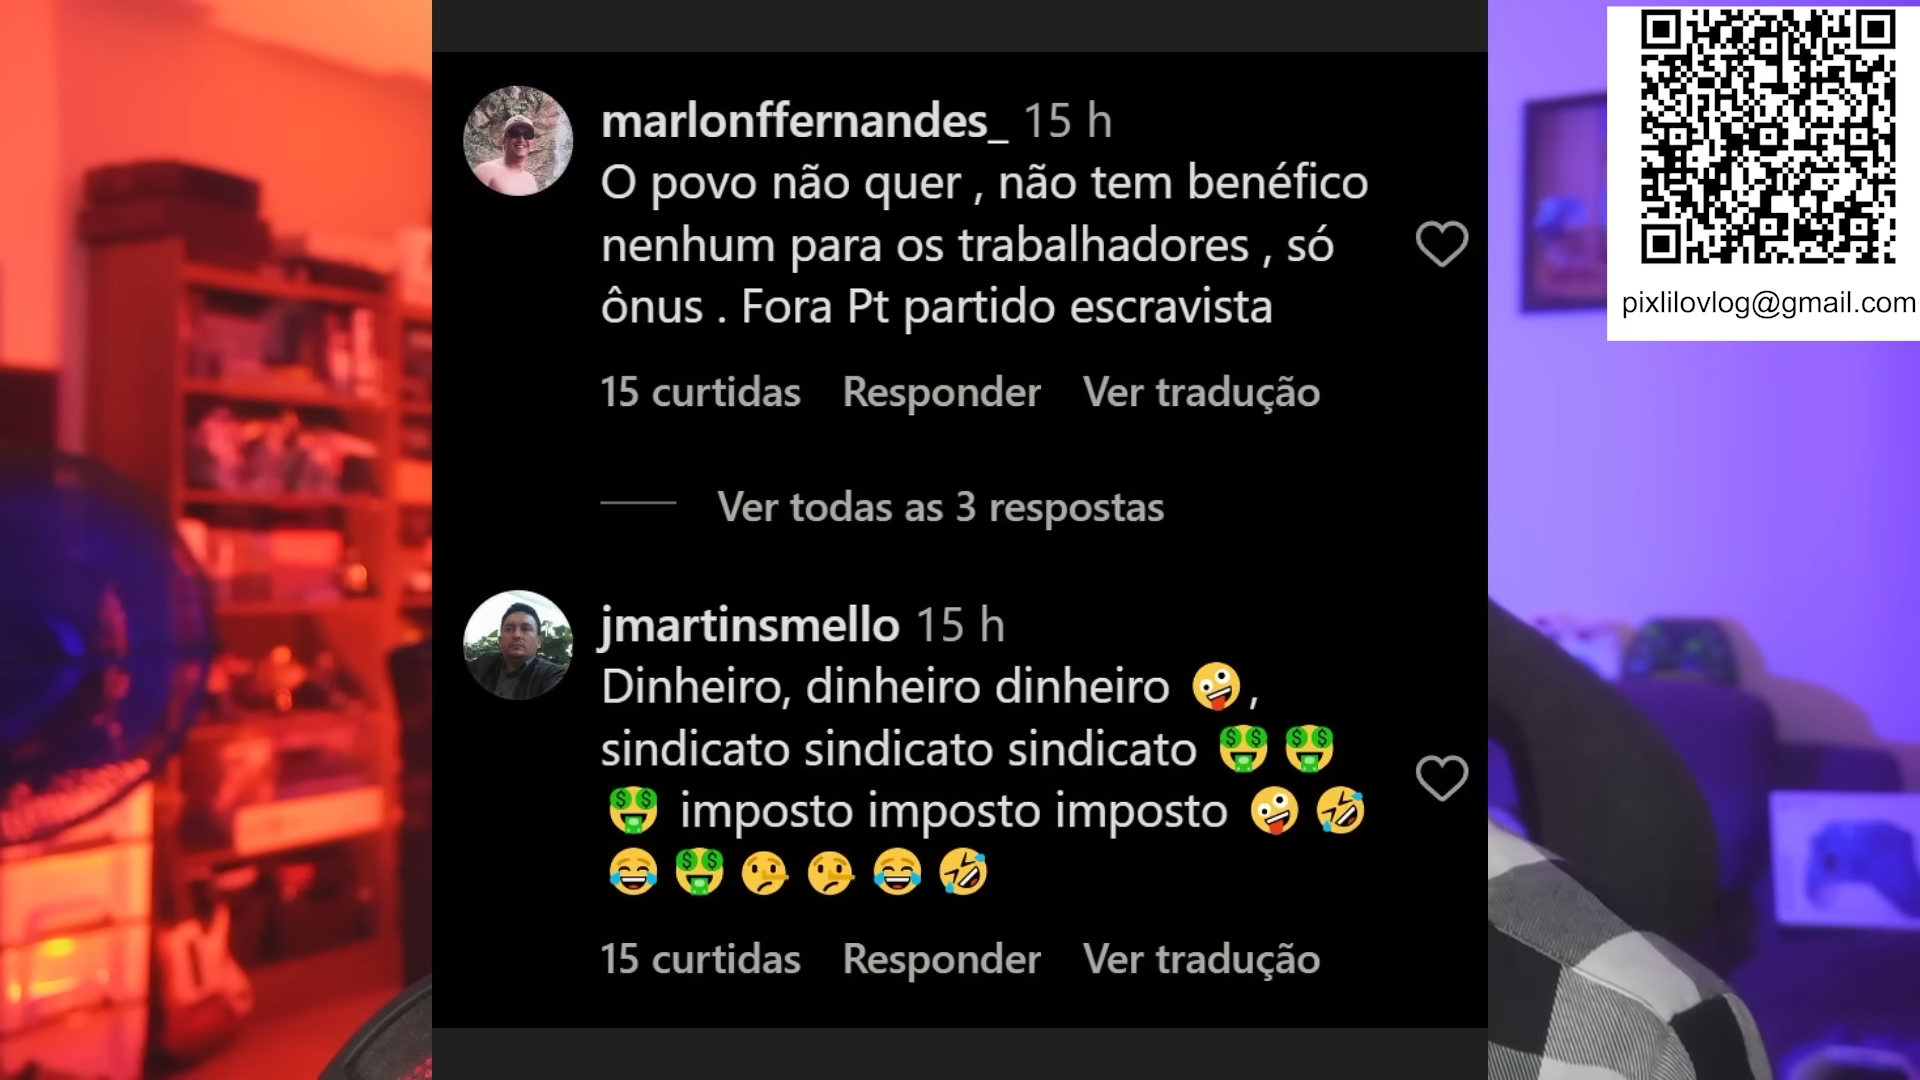 marlonffernandes_ 15 h
O povo não quer , não tem benéfico
nenhum para os trabalhadores , só
ônus . Fora Pt partido escravista
15 curtidas Responder Ver tradução
Ver todas as 3 respostas
jmartinsmello 15 h
Dinheiro, dinheiro dinheiro 🤪,
sindicato sindicato sindicato 🤑 🤑
🤑 imposto imposto imposto 🤪 🤣
😂 🤑 🤥 🤥 😂 🤣
15 curtidas Responder Ver tradução
pixlilovlog@gmail.com